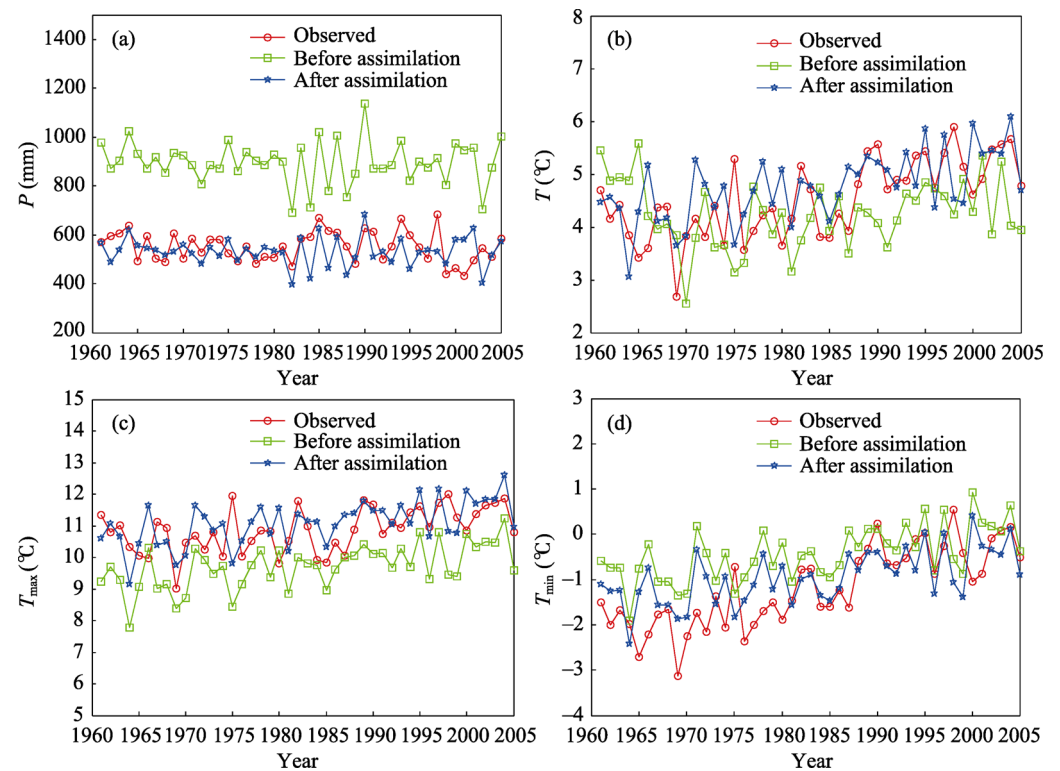 (a)
Observed
Before assimilation
After assimilation
P (mm)
1400
1200
1000
800
600
400
200
1960 1965 1970 1975 1980 1985 1990 1995 2000 2005
Year
(b)
Observed
Before assimilation
After assimilation
T (℃)
8
7
6
5
4
3
2
1960 1965 1970 1975 1980 1985 1990 1995 2000 2005
Year
(c)
Observed
Before assimilation
After assimilation
Tmax (℃)
15
14
13
12
11
10
9
8
7
6
5
1960 1965 1970 1975 1980 1985 1990 1995 2000 2005
Year
(d)
Observed
Before assimilation
After assimilation
Tmin (℃)
3
2
1
0
–1
–2
–3
–4
1960 1965 1970 1975 1980 1985 1990 1995 2000 2005
Year